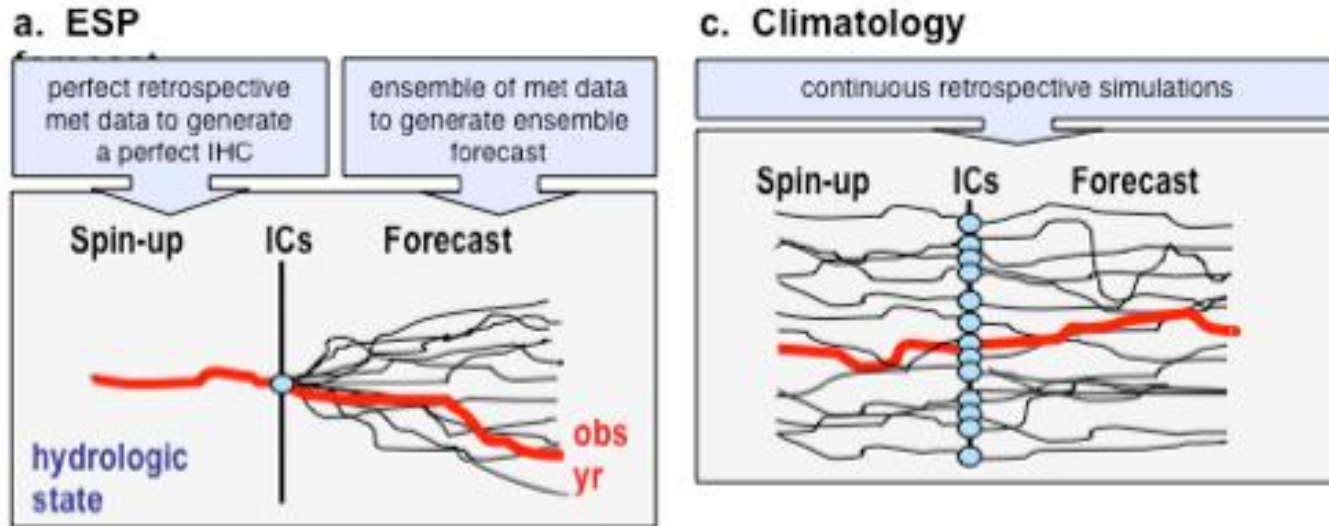 a. ESP
perfect retrospective
met data to generate
a perfect IHC
ensemble of met data
to generate ensemble
forecast
Spin-up ICs Forecast
hydrologic
state
obs
yr
c. Climatology
continuous retrospective simulations
Spin-up ICs Forecast